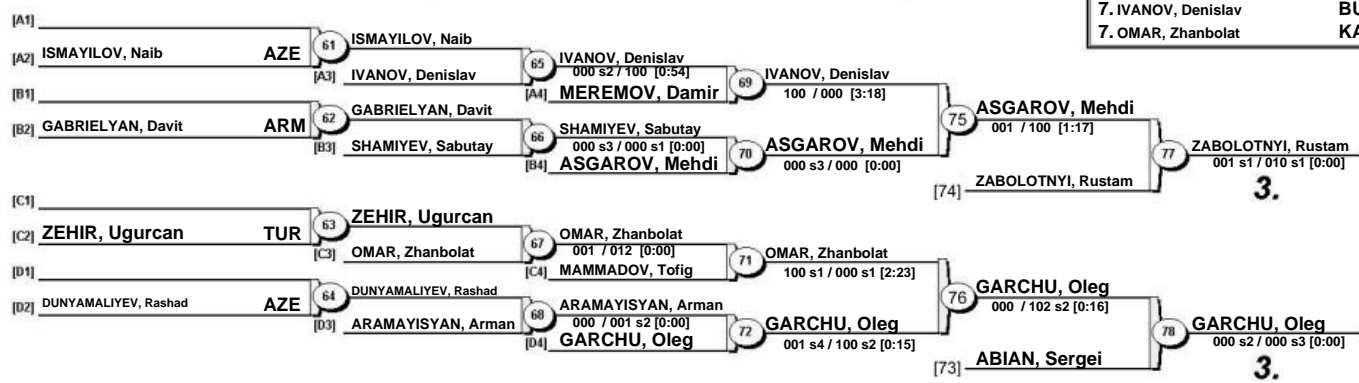 7. IVANOV, Denislav BU
7. OMAR, Zhanbolat KA
[A1]
[A2] ISMAYILOV, Naib AZE
61
ISMAYILOV, Naib
[A3] IVANOV, Denislav
65
IVANOV, Denislav
000 s2 / 100 [0:54]
[A4] MEREMOV, Damir
69
IVANOV, Denislav
100 / 000 [3:18]
[B1]
[B2] GABRIELYAN, Davit ARM
62
GABRIELYAN, Davit
[B3] SHAMIYEV, Sabutay
66
SHAMIYEV, Sabutay
000 s3 / 000 s1 [0:00]
[B4] ASGAROV, Mehdi
70
ASGAROV, Mehdi
000 s3 / 000 [0:00]
75
ASGAROV, Mehdi
001 / 100 [1:17]
[74] ZABOLOTNYI, Rustam
77
ZABOLOTNYI, Rustam
001 s1 / 010 s1 [0:00]
3.
[C1]
[C2] ZEHIR, Ugurcan TUR
63
ZEHIR, Ugurcan
[C3] OMAR, Zhanbolat
67
OMAR, Zhanbolat
001 / 012 [0:00]
[C4] MAMMADOV, Tofig
71
OMAR, Zhanbolat
100 s1 / 000 s1 [2:23]
[D1]
[D2] DUNYAMALIYEV, Rashad AZE
64
DUNYAMALIYEV, Rashad
[D3] ARAMAYISYAN, Arman
68
ARAMAYISYAN, Arman
000 / 001 s2 [0:00]
[D4] GARCHU, Oleg
72
GARCHU, Oleg
001 s4 / 100 s2 [0:15]
76
GARCHU, Oleg
000 / 102 s2 [0:16]
[73] ABIAN, Sergei
78
GARCHU, Oleg
000 s2 / 000 s3 [0:00]
3.